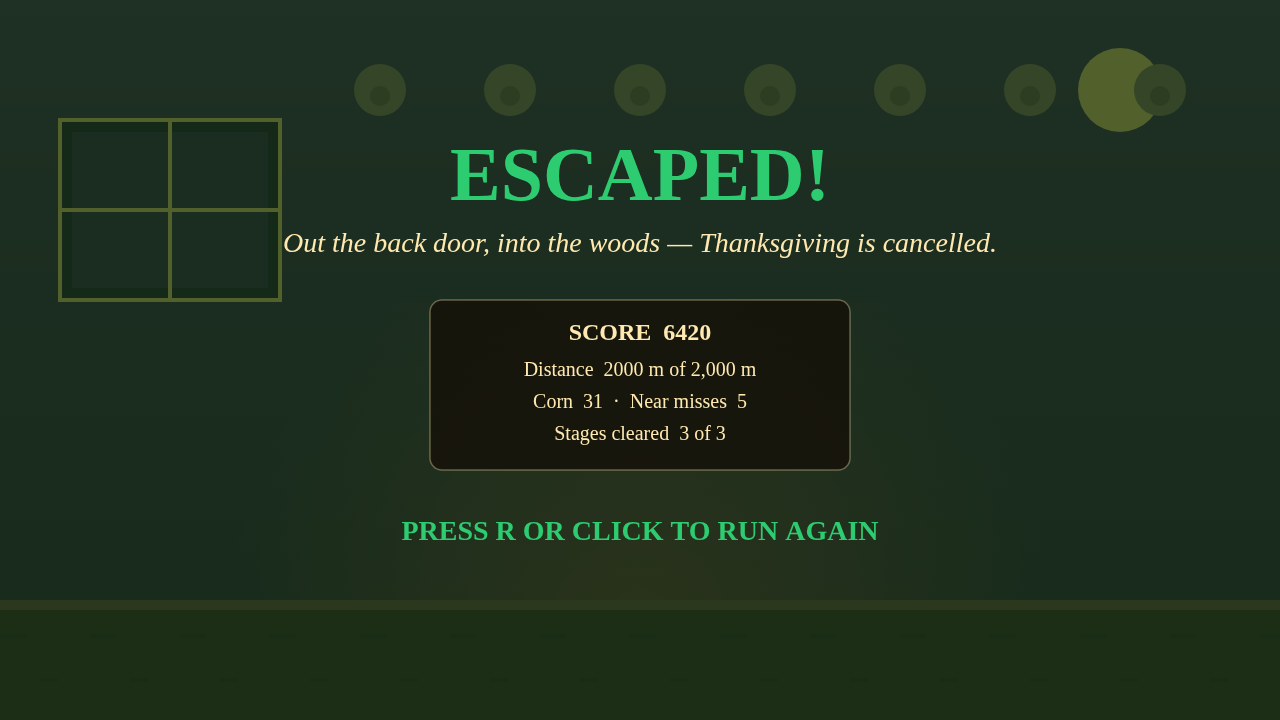 ESCAPED!
Out the back door, into the woods — Thanksgiving is cancelled.
SCORE 6420
Distance 2000 m of 2,000 m
Corn 31 · Near misses 5
Stages cleared 3 of 3
PRESS R OR CLICK TO RUN AGAIN